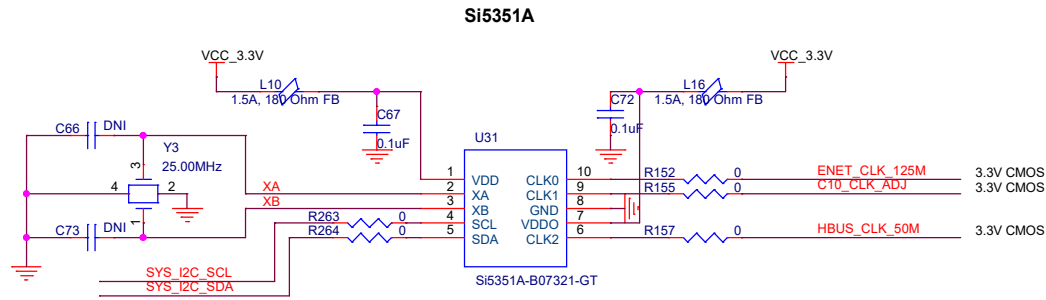 Si5351A
VCC_3.3V
VCC_3.3V
L10
1.5A, 180 Ohm FB
L16
1.5A, 180 Ohm FB
C67
0.1uF
C72
0.1uF
C66
DNI
Y3
25.00MHz
3
4
2
1
C73
DNI
U31
XA
XB
R263
0
R264
0
SYS_I2C_SCL
SYS_I2C_SDA
1
2
3
4
5
VDD
XA
XB
SCL
SDA
CLK0
CLK1
GND
VDDO
CLK2
10
9
8
7
6
Si5351A-B07321-GT
R152
0
ENET_CLK_125M
3.3V CMOS
R155
0
C10_CLK_ADJ
3.3V CMOS
R157
0
HBUS_CLK_50M
3.3V CMOS